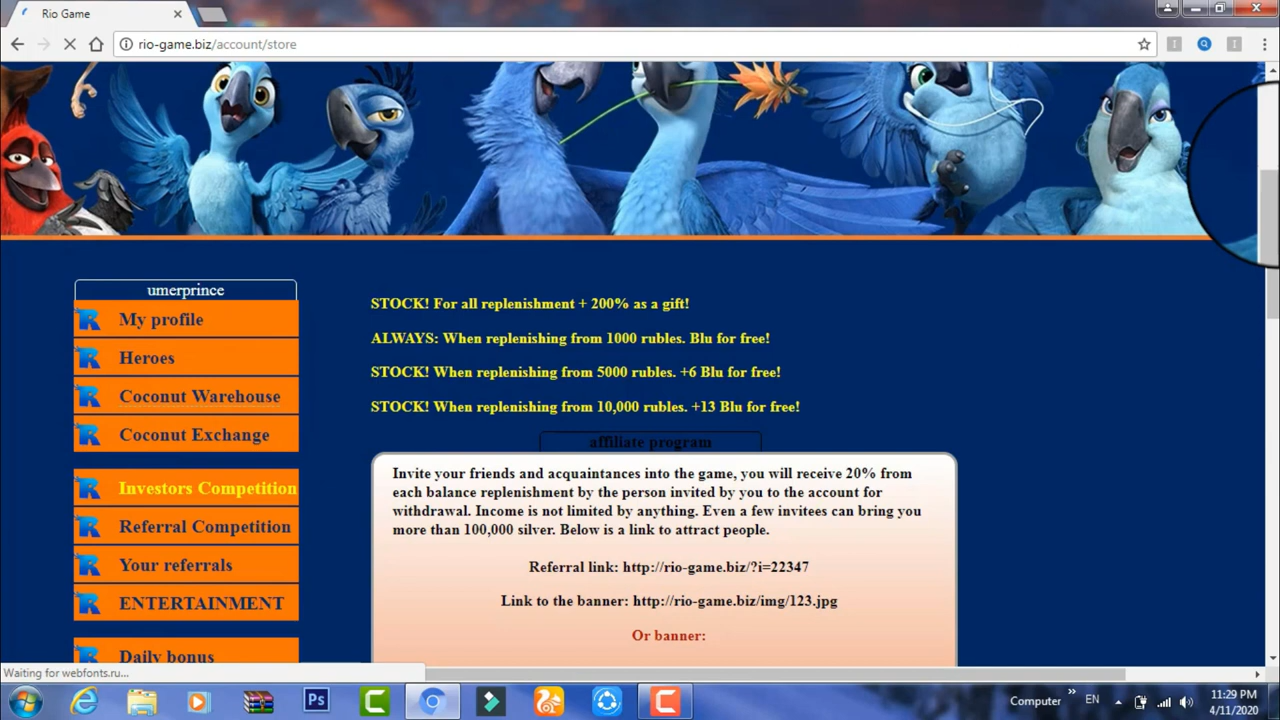 Rio Game
rio-game.biz/account/store
umerprince
My profile
Heroes
Coconut Warehouse
Coconut Exchange
Investors Competition
Referral Competition
Your referrals
ENTERTAINMENT
Daily bonus
STOCK! For all replenishment + 200% as a gift!
ALWAYS: When replenishing from 1000 rubles. Blu for free!
STOCK! When replenishing from 5000 rubles. +6 Blu for free!
STOCK! When replenishing from 10,000 rubles. +13 Blu for free!
affiliate program
Invite your friends and acquaintances into the game, you will receive 20% from
each balance replenishment by the person invited by you to the account for
withdrawal. Income is not limited by anything. Even a few invitees can bring you
more than 100,000 silver. Below is a link to attract people.
Referral link: http://rio-game.biz/?i=22347
Link to the banner: http://rio-game.biz/img/123.jpg
Or banner:
Waiting for webfonts.ru...
Ps
Computer
EN
11:29 PM
4/11/2020